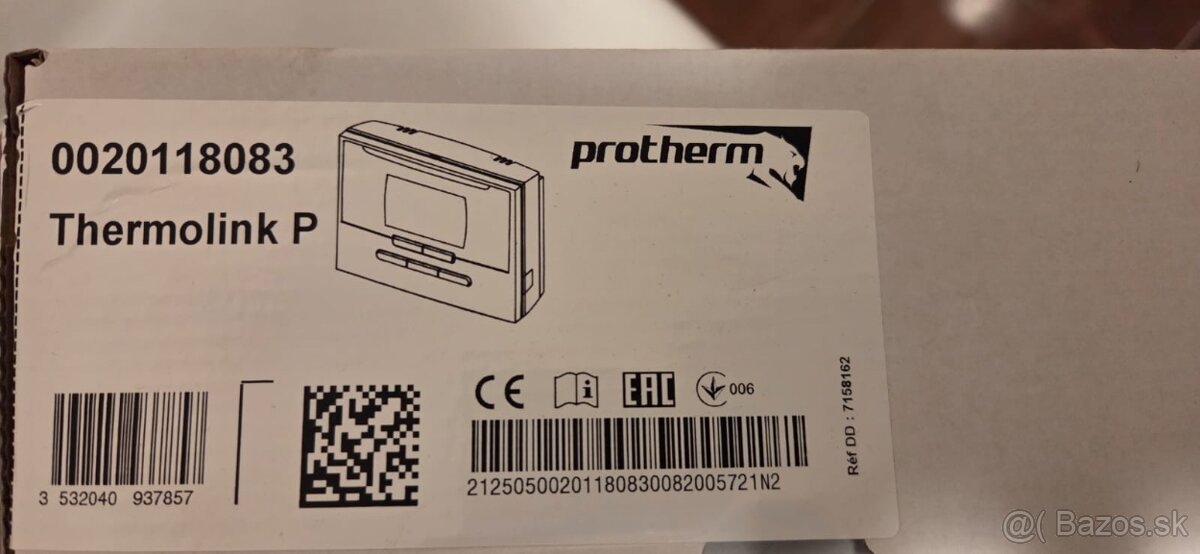 0020118083
Thermolink P
protherm
CE
i
EAC
006
3 532040 937857
21250500201180830082005721N2
Réf DD : 7158162
@( Bazos.sk